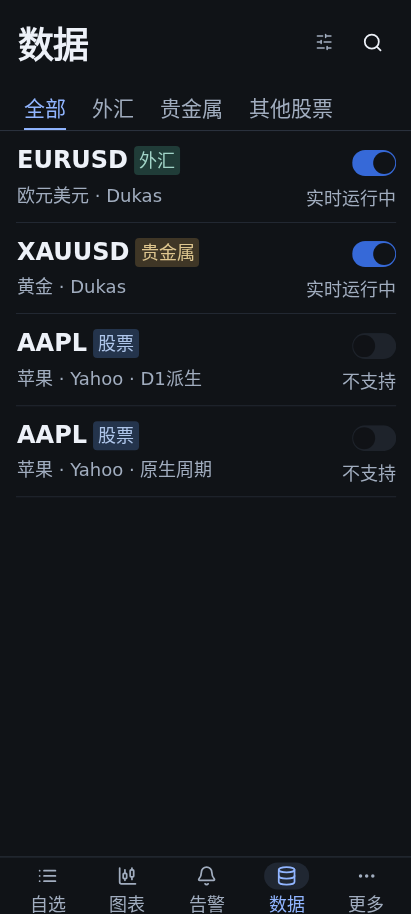 数据
全部 外汇 贵金属 其他股票
EURUSD 外汇
欧元美元 · Dukas 实时运行中
XAUUSD 贵金属
黄金 · Dukas 实时运行中
AAPL 股票
苹果 · Yahoo · D1派生 不支持
AAPL 股票
苹果 · Yahoo · 原生周期 不支持
自选 图表 告警 数据 更多